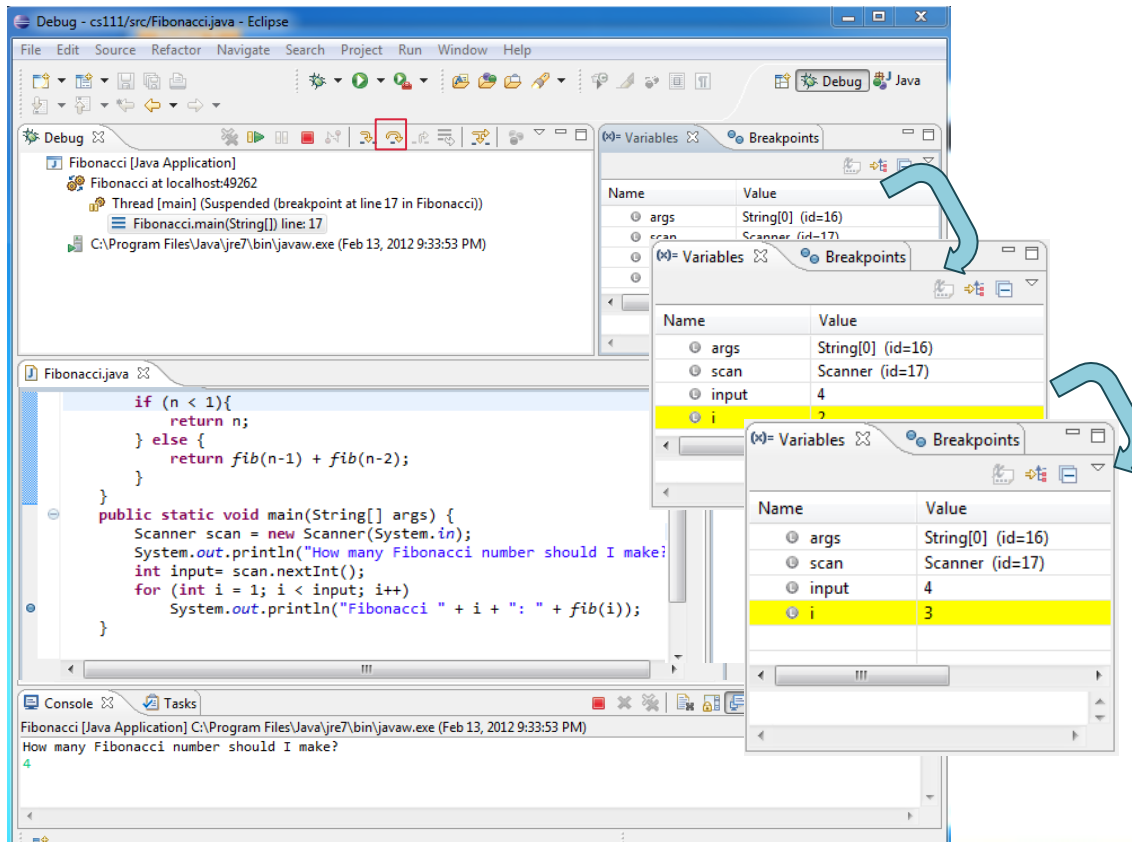 Debug - cs111/src/Fibonacci.java - Eclipse
File Edit Source Refactor Navigate Search Project Run Window Help
Debug Java
Debug
Fibonacci [Java Application]
Fibonacci at localhost:49262
Thread [main] (Suspended (breakpoint at line 17 in Fibonacci))
Fibonacci.main(String[]) line: 17
C:\Program Files\Java\jre7\bin\javaw.exe (Feb 13, 2012 9:33:53 PM)
(x)= Variables Breakpoints
Name Value
args String[0] (id=16)
scan Scanner (id=17)
(x)= Variables Breakpoints
Name Value
args String[0] (id=16)
scan Scanner (id=17)
input 4
i 2
(x)= Variables Breakpoints
Name Value
args String[0] (id=16)
scan Scanner (id=17)
input 4
i 3
Fibonacci.java
if (n < 1){
return n;
} else {
return fib(n-1) + fib(n-2);
}
}
public static void main(String[] args) {
Scanner scan = new Scanner(System.in);
System.out.println("How many Fibonacci number should I make?
int input= scan.nextInt();
for (int i = 1; i < input; i++)
System.out.println("Fibonacci " + i + ": " + fib(i));
}
Console Tasks
Fibonacci [Java Application] C:\Program Files\Java\jre7\bin\javaw.exe (Feb 13, 2012 9:33:53 PM)
How many Fibonacci number should I make?
4